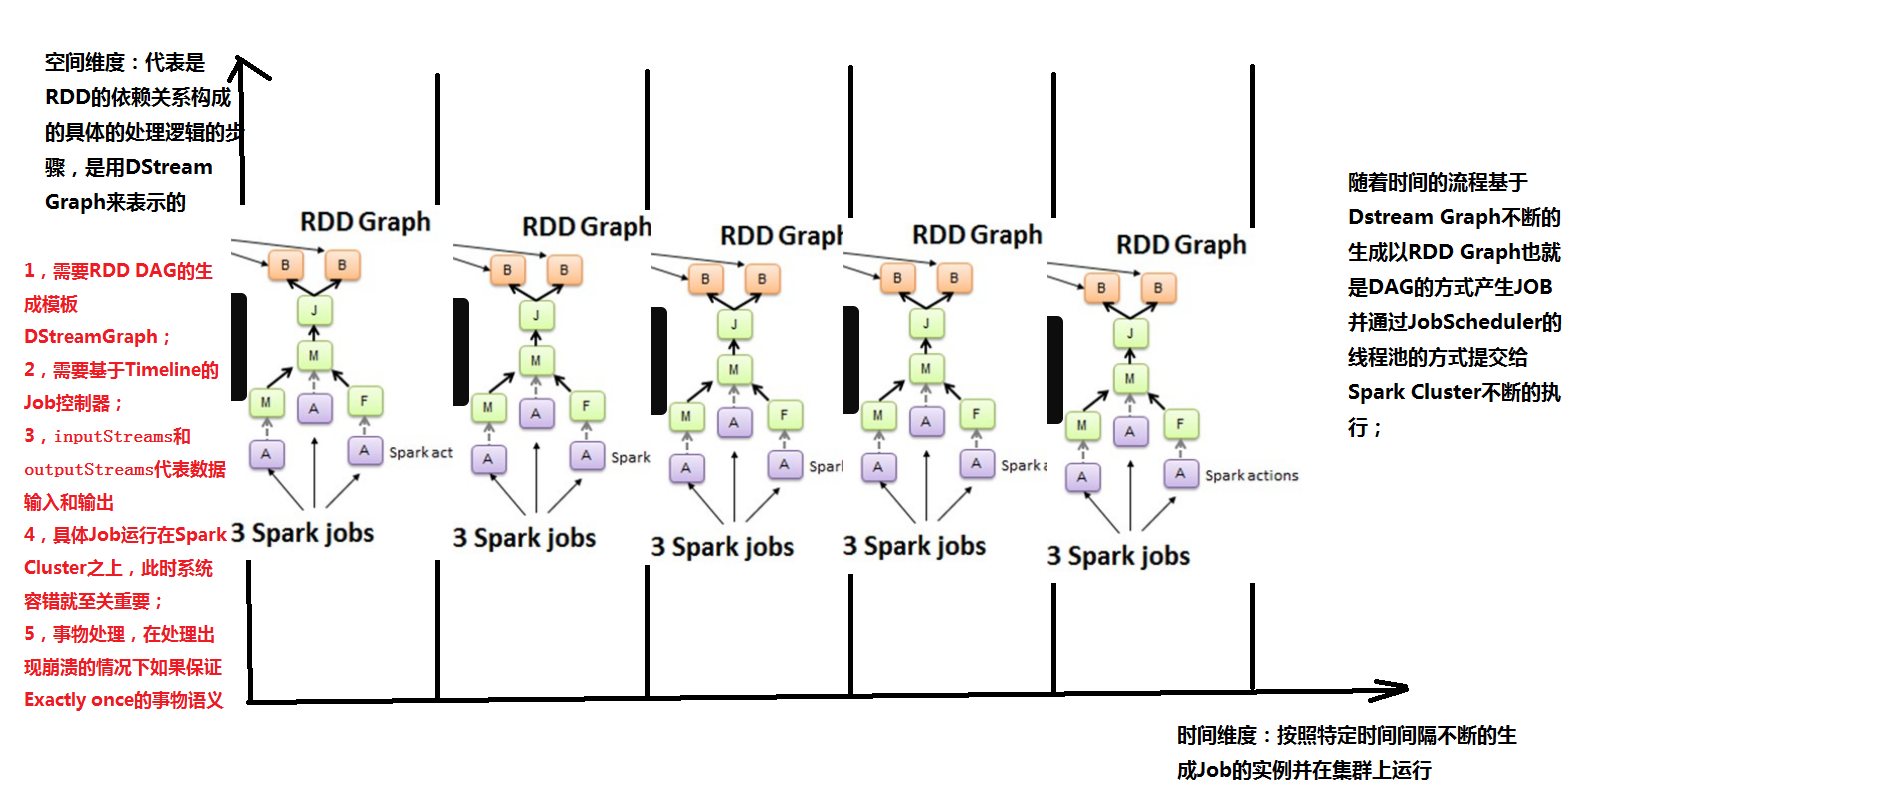 空间维度：代表是
RDD的依赖关系构成
的具体的处理逻辑的步
骤，是用DStream
Graph来表示的
1，需要RDD DAG的生
成模板
DStreamGraph；
2，需要基于Timeline的
Job控制器；
3，inputStreams和
outputStreams代表数据
输入和输出
4，具体Job运行在Spark
Cluster之上，此时系统
容错就至关重要；
5，事物处理，在处理出
现崩溃的情况下如果保证
Exactly once的事物语义
RDD Graph
B B
J
M
M A F
A A Spark act
3 Spark jobs
RDD Graph
B B
J
M
M A F
A A Spark
3 Spark jobs
RDD Graph
B B
J
M
M A F
A A Spark
3 Spark jobs
RDD Graph
B B
J
M
M A F
A A Spark a
3 Spark jobs
RDD Graph
B B
J
M
M A F
A A Spark actions
3 Spark jobs
随着时间的流程基于
Dstream Graph不断的
生成以RDD Graph也就
是DAG的方式产生JOB
并通过JobScheduler的
线程池的方式提交给
Spark Cluster不断的执
行；
时间维度：按照特定时间间隔不断的生
成Job的实例并在集群上运行